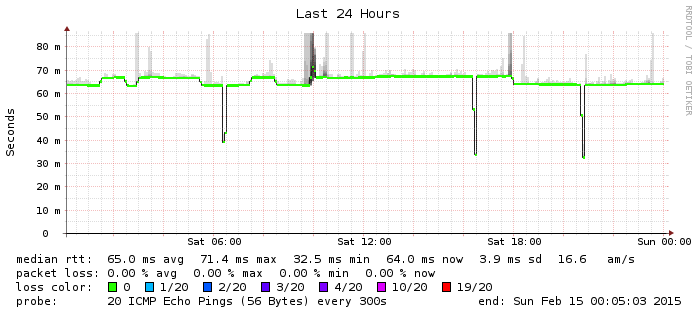 Last 24 Hours
RRDTOOL / TOBI OETIKER
Seconds
80 m
70 m
60 m
50 m
40 m
30 m
20 m
10 m
0
Sat 06:00 Sat 12:00 Sat 18:00 Sun 00:00
median rtt: 65.0 ms avg 71.4 ms max 32.5 ms min 64.0 ms now 3.9 ms sd 16.6 am/s
packet loss: 0.00 % avg 0.00 % max 0.00 % min 0.00 % now
loss color: 0 1/20 2/20 3/20 4/20 10/20 19/20
probe: 20 ICMP Echo Pings (56 Bytes) every 300s end: Sun Feb 15 00:05:03 2015